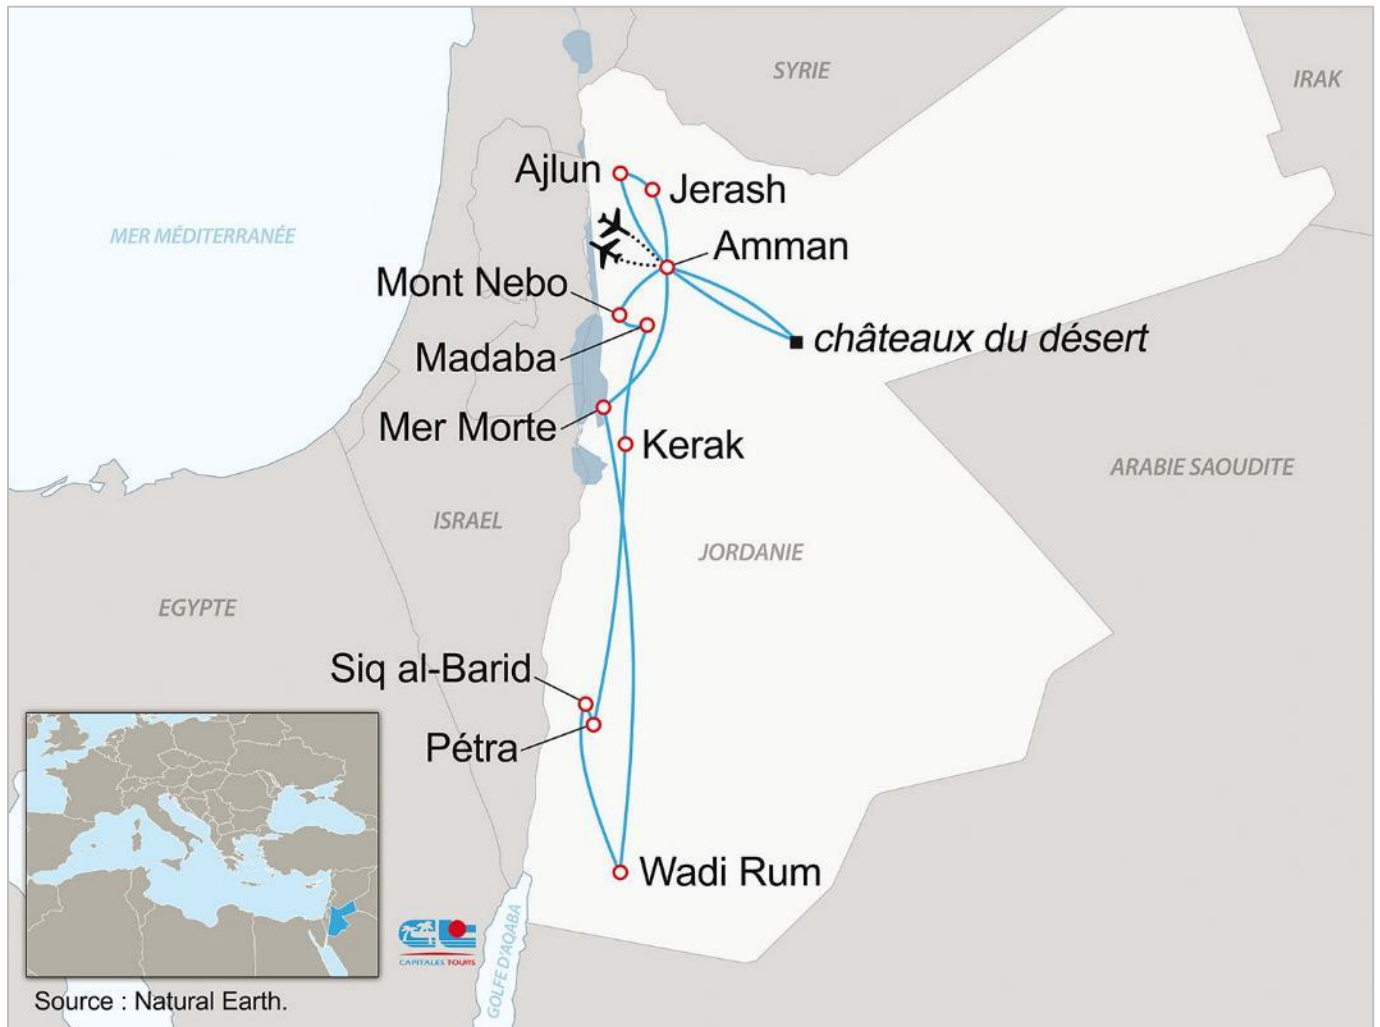 SYRIE
IRAK
Ajlun
Jerash
MER MÉDITERRANÉE
Amman
Mont Nebo
châteaux du désert
Madaba
Mer Morte
Kerak
ARABIE SAOUDITE
ISRAEL
JORDANIE
EGYPTE
Siq al-Barid
Pétra
Wadi Rum
CAPITALES TOURS
GOLFE D'AQABA
Source : Natural Earth.